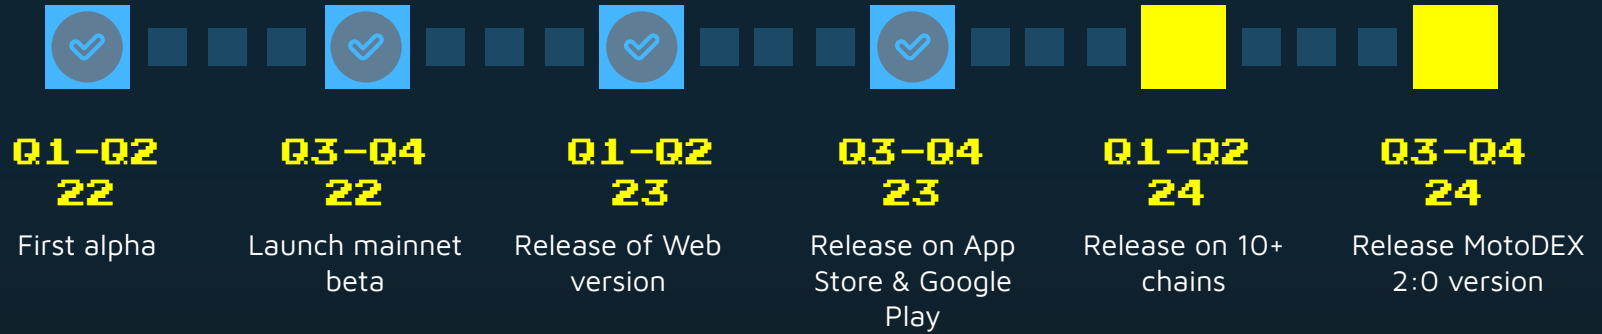 Q1-Q2
22
First alpha
Q3-Q4
22
Launch mainnet
beta
Q1-Q2
23
Release of Web
version
Q3-Q4
23
Release on App
Store & Google
Play
Q1-Q2
24
Release on 10+
chains
Q3-Q4
24
Release MotoDEX
2:0 version